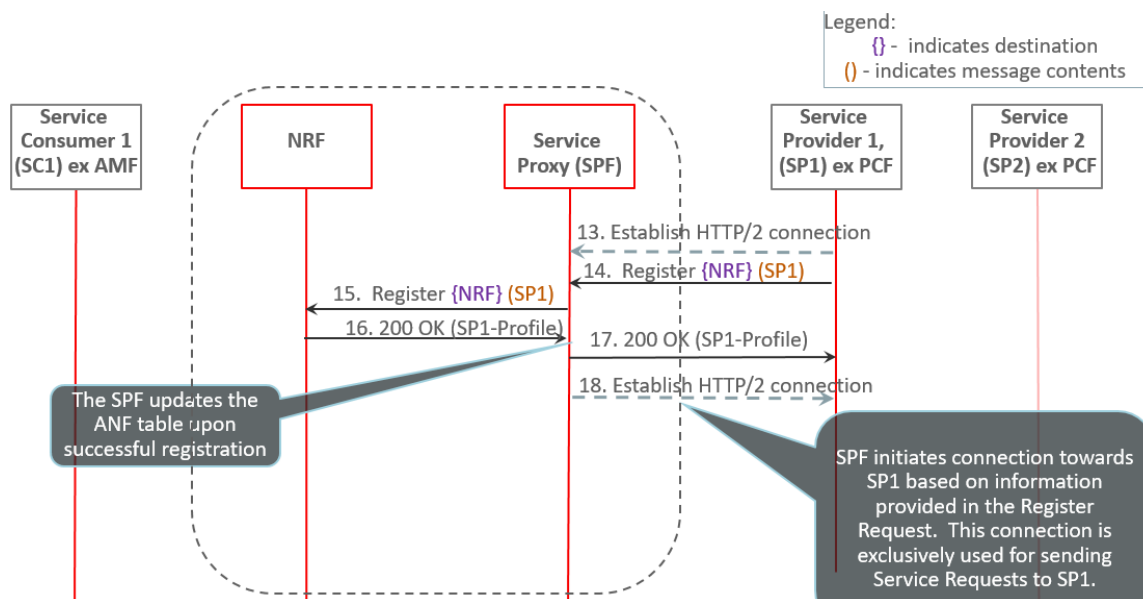 Legend:
{} - indicates destination
() - indicates message contents
Service
Consumer 1
(SC1) ex AMF
NRF
Service
Proxy (SPF)
Service
Provider 1,
(SP1) ex PCF
Service
Provider 2
(SP2) ex PCF
13. Establish HTTP/2 connection
14. Register {NRF} (SP1)
15. Register {NRF} (SP1)
16. 200 OK (SP1-Profile)
17. 200 OK (SP1-Profile)
18. Establish HTTP/2 connection
The SPF updates the
ANF table upon
successful registration
SPF initiates connection towards
SP1 based on information
provided in the Register
Request. This connection is
exclusively used for sending
Service Requests to SP1.